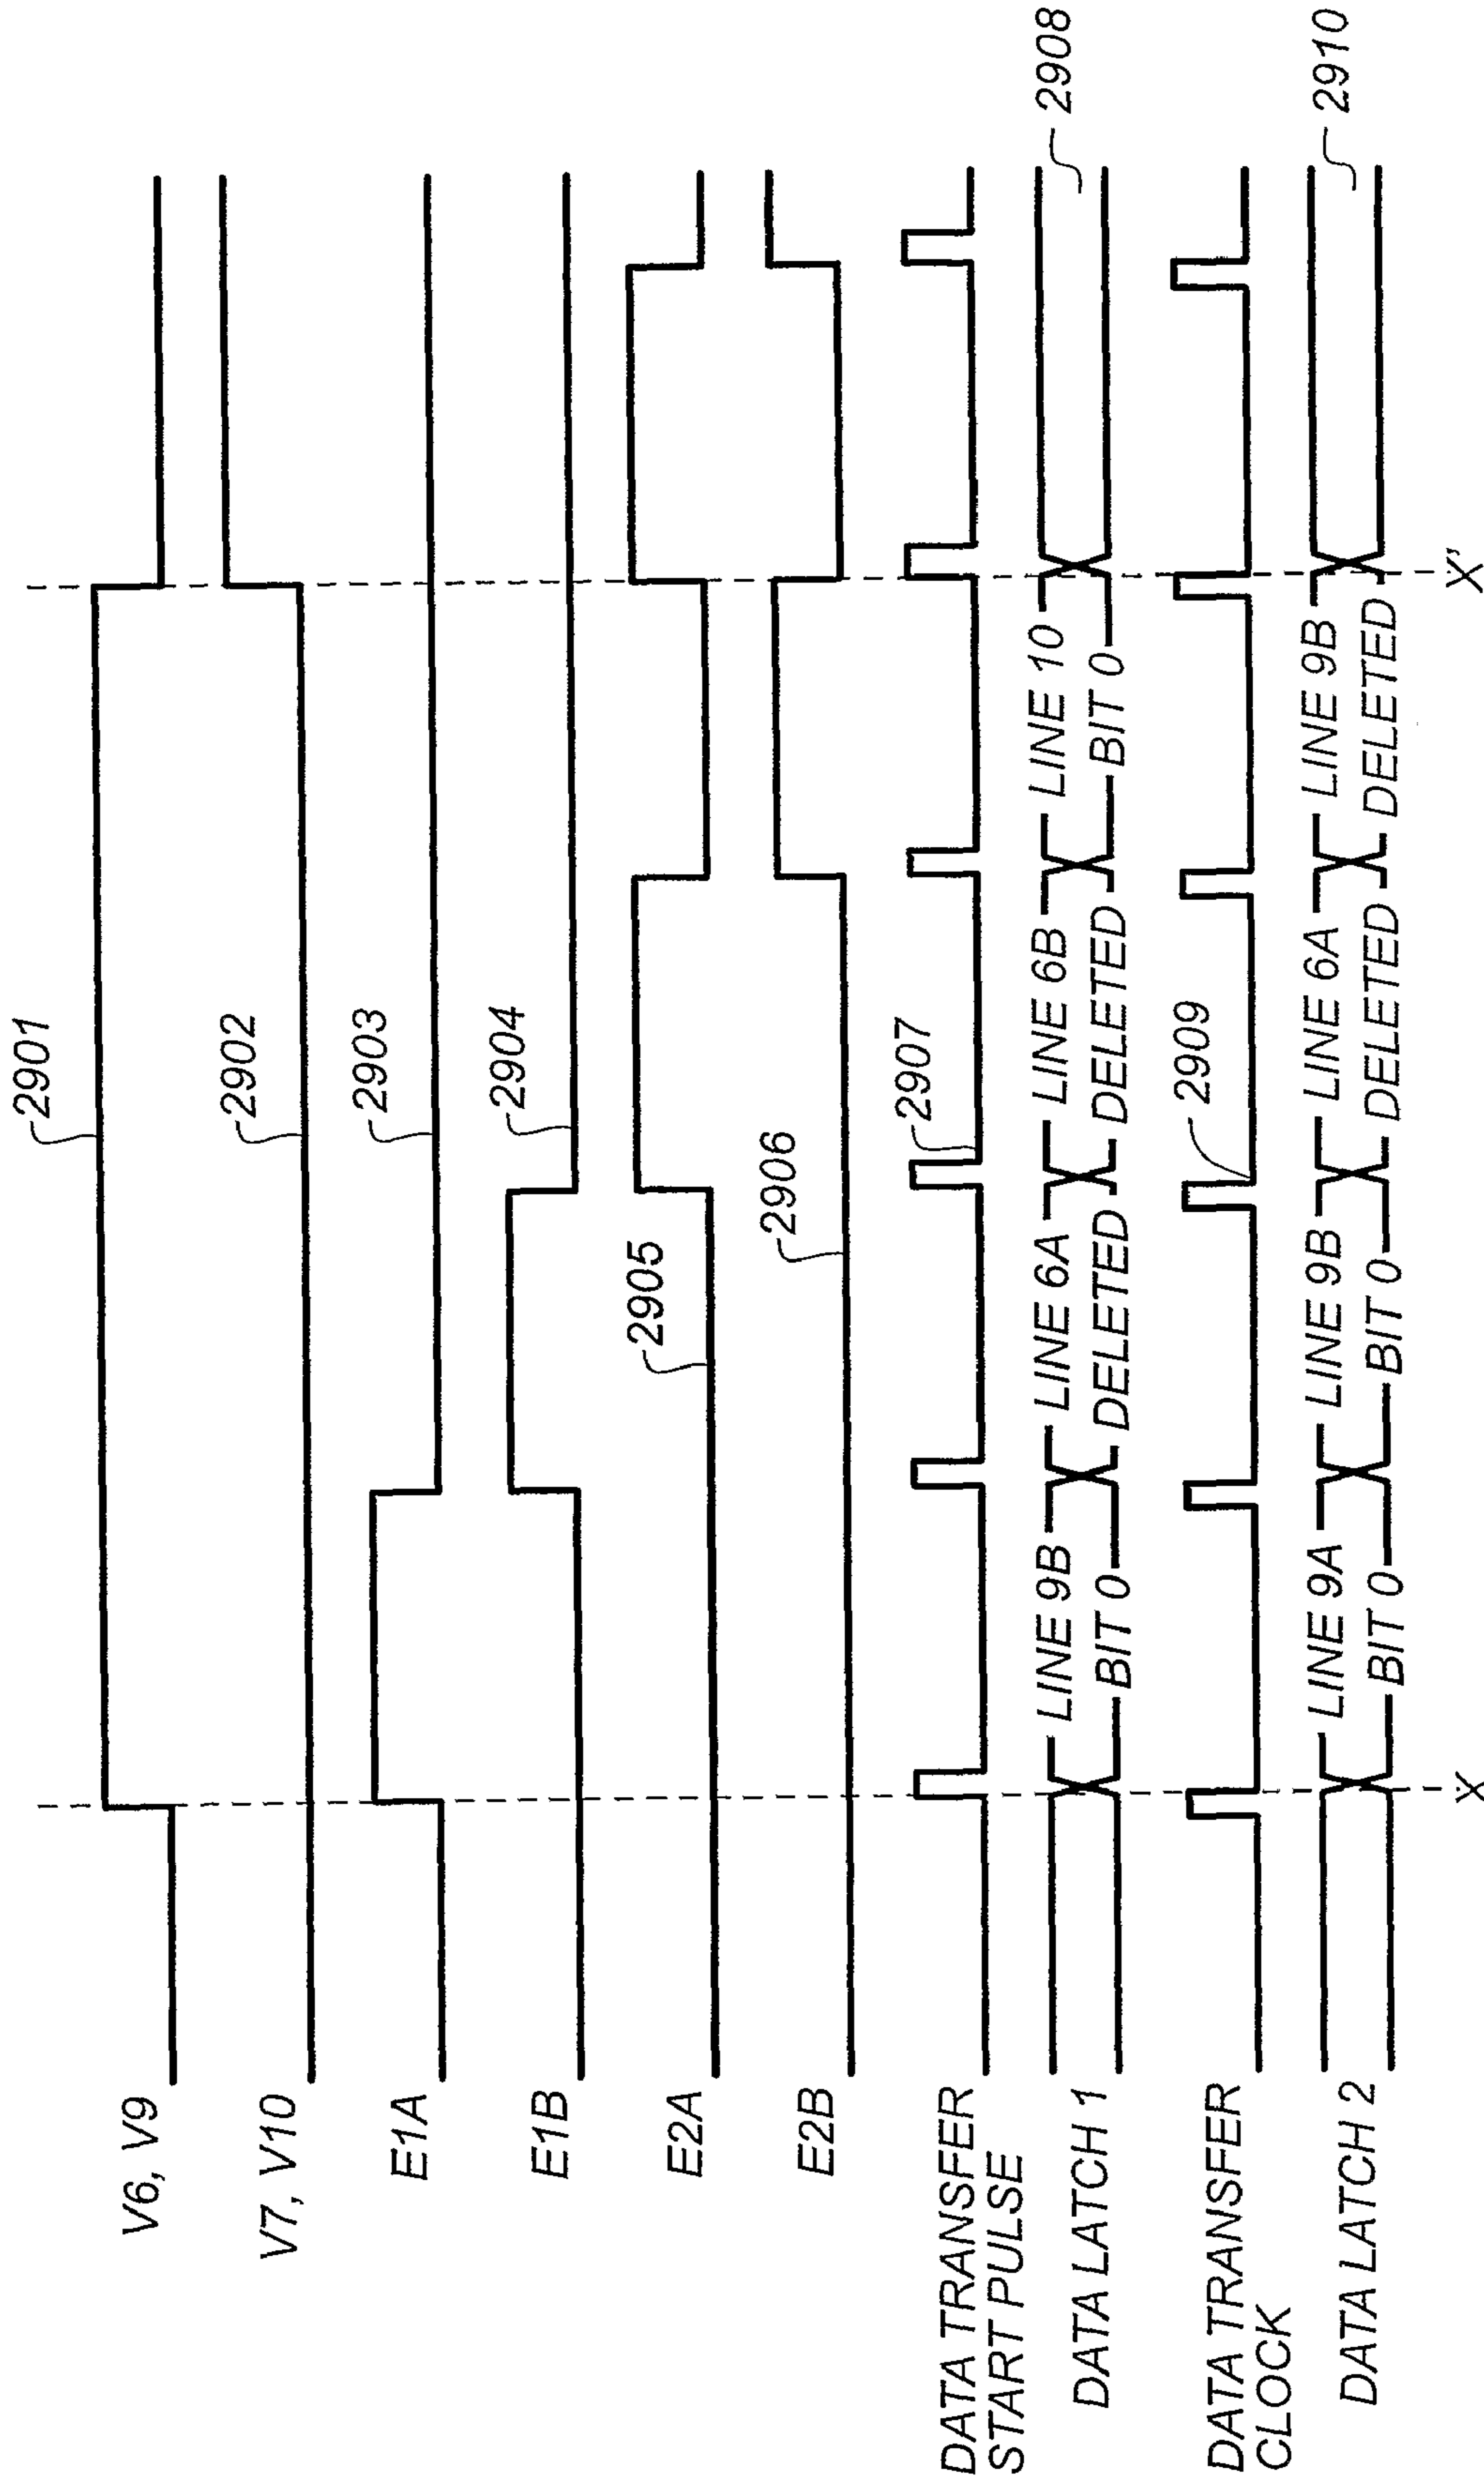 V6, V9
2901
V7, V10
2902
E1A
2903
E1B
2904
E2A
2905
E2B
2906
DATA TRANSFER
START PULSE
2907
DATA LATCH 1
LINE 9B
BIT 0
LINE 6A
DELETED
LINE 6B
DELETED
LINE 10
BIT 0
2908
DATA TRANSFER
CLOCK
2909
DATA LATCH 2
LINE 9A
BIT 0
LINE 9B
BIT 0
LINE 6A
DELETED
LINE 9B
DELETED
2910
X
X'